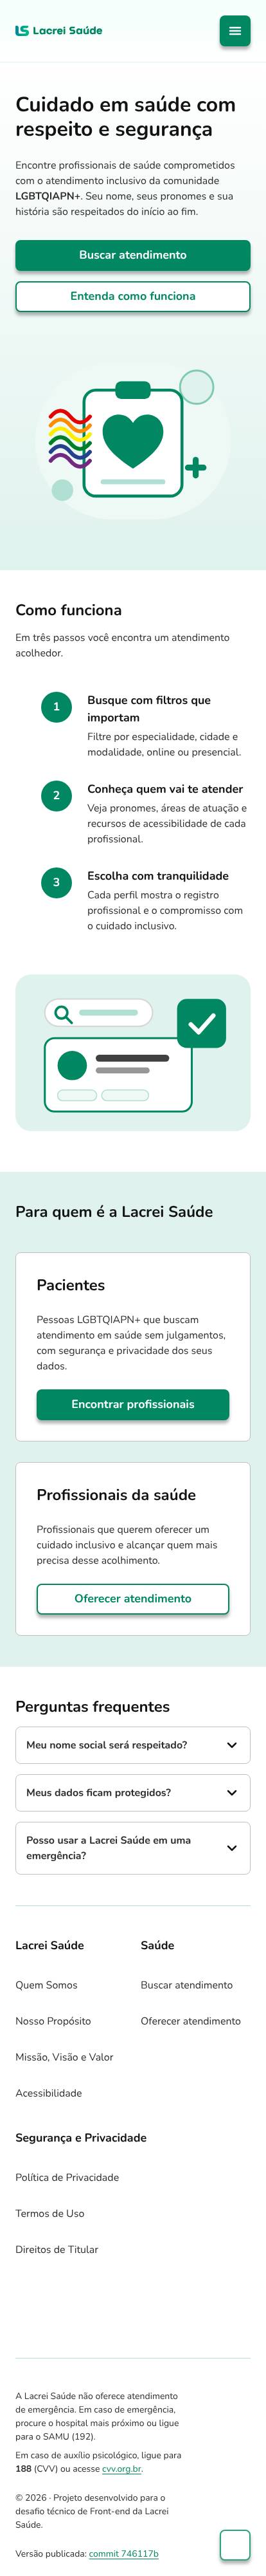 Lacrei Saúde
Cuidado em saúde com
respeito e segurança
Encontre profissionais de saúde comprometidos
com o atendimento inclusivo da comunidade
LGBTQIAPN+. Seu nome, seus pronomes e sua
história são respeitados do início ao fim.
Buscar atendimento
Entenda como funciona
Como funciona
Em três passos você encontra um atendimento
acolhedor.
1
Busque com filtros que
importam
Filtre por especialidade, cidade e
modalidade, online ou presencial.
2
Conheça quem vai te atender
Veja pronomes, áreas de atuação e
recursos de acessibilidade de cada
profissional.
3
Escolha com tranquilidade
Cada perfil mostra o registro
profissional e o compromisso com
o cuidado inclusivo.
Para quem é a Lacrei Saúde
Pacientes
Pessoas LGBTQIAPN+ que buscam
atendimento em saúde sem julgamentos,
com segurança e privacidade dos seus
dados.
Encontrar profissionais
Profissionais da saúde
Profissionais que querem oferecer um
cuidado inclusivo e alcançar quem mais
precisa desse acolhimento.
Oferecer atendimento
Perguntas frequentes
Meu nome social será respeitado?
Meus dados ficam protegidos?
Posso usar a Lacrei Saúde em uma
emergência?
Lacrei Saúde
Quem Somos
Nosso Propósito
Missão, Visão e Valor
Acessibilidade
Saúde
Buscar atendimento
Oferecer atendimento
Segurança e Privacidade
Política de Privacidade
Termos de Uso
Direitos de Titular
A Lacrei Saúde não oferece atendimento
de emergência. Em caso de emergência,
procure o hospital mais próximo ou ligue
para o SAMU (192).
Em caso de auxílio psicológico, ligue para
188 (CVV) ou acesse cvv.org.br.
© 2026 · Projeto desenvolvido para o
desafio técnico de Front-end da Lacrei
Saúde.
Versão publicada: commit 746117b